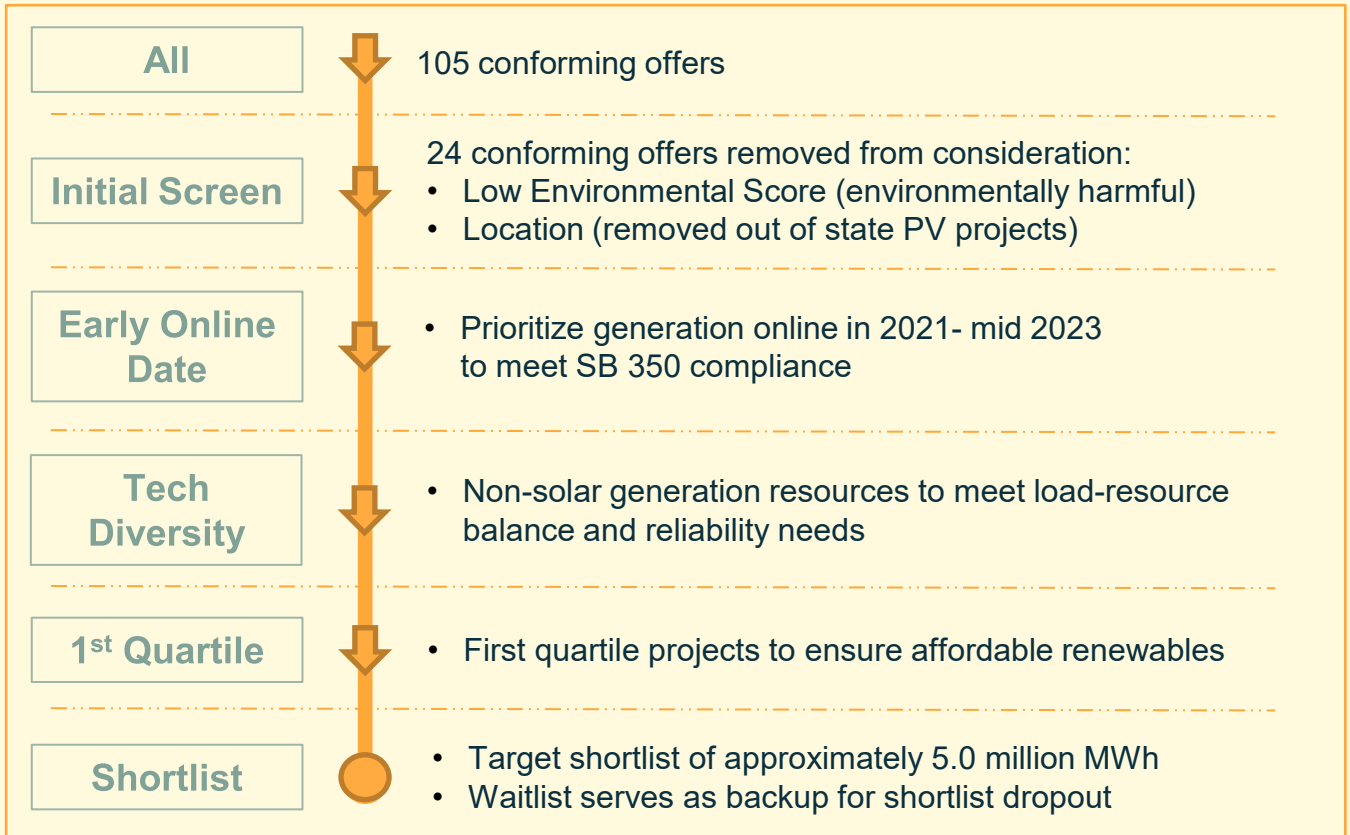 All
105 conforming offers
Initial Screen
24 conforming offers removed from consideration:
• Low Environmental Score (environmentally harmful)
• Location (removed out of state PV projects)
Early Online
Date
• Prioritize generation online in 2021- mid 2023
to meet SB 350 compliance
Tech
Diversity
• Non-solar generation resources to meet load-resource
balance and reliability needs
1st Quartile
• First quartile projects to ensure affordable renewables
Shortlist
• Target shortlist of approximately 5.0 million MWh
• Waitlist serves as backup for shortlist dropout